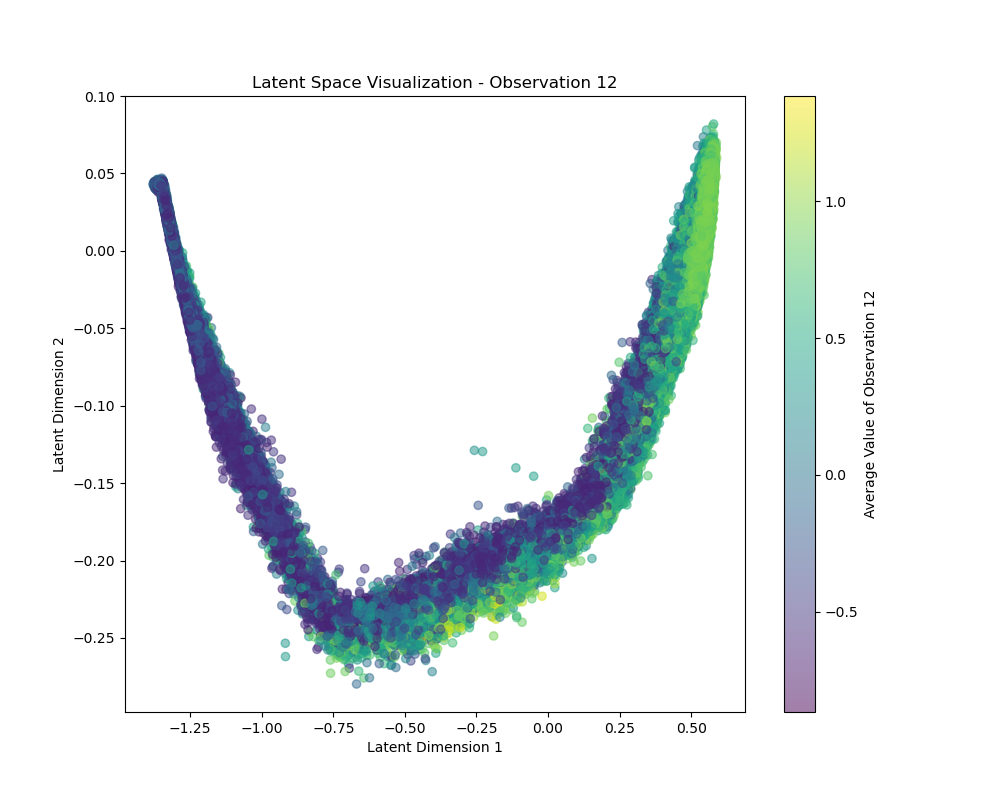 Latent Space Visualization - Observation 12
0.10
0.05
0.00
−0.05
−0.10
−0.15
−0.20
−0.25
Latent Dimension 2
−1.25 −1.00 −0.75 −0.50 −0.25 0.00 0.25 0.50
Latent Dimension 1
1.0
0.5
0.0
−0.5
Average Value of Observation 12